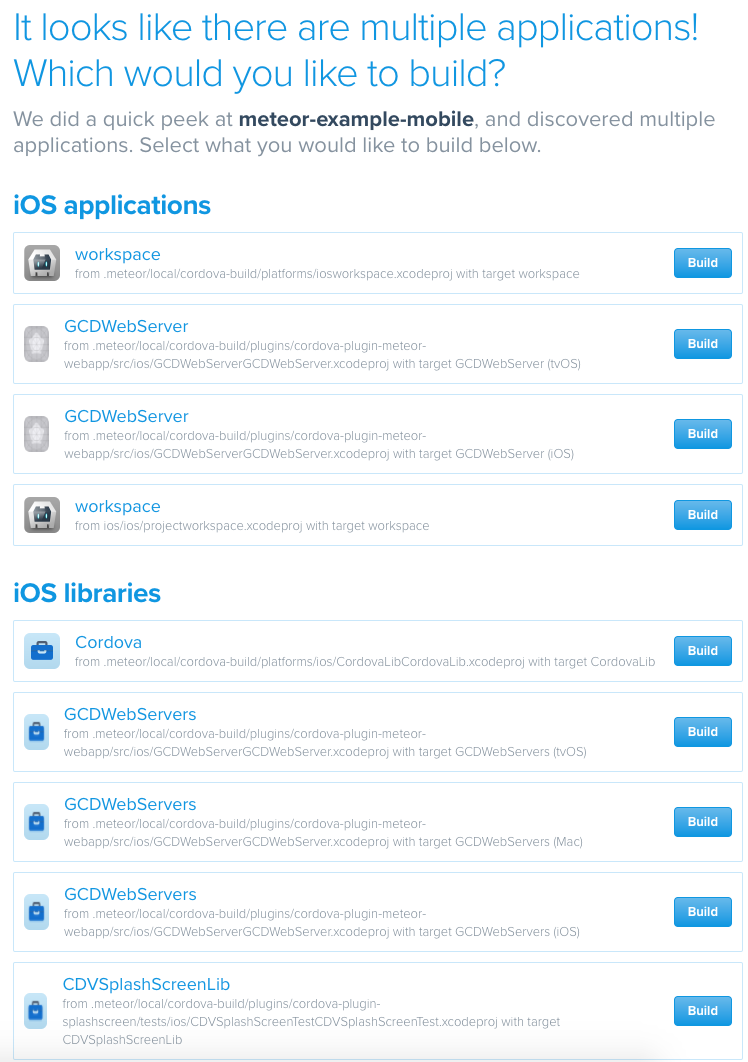 It looks like there are multiple applications!
Which would you like to build?
We did a quick peek at meteor-example-mobile, and discovered multiple
applications. Select what you would like to build below.
iOS applications
workspace
from .meteor/local/cordova-build/platforms/iosworkspace.xcodeproj with target workspace
Build
GCDWebServer
from .meteor/local/cordova-build/plugins/cordova-plugin-meteor-
webapp/src/ios/GCDWebServerGCDWebServer.xcodeproj with target GCDWebServer (tvOS)
Build
GCDWebServer
from .meteor/local/cordova-build/plugins/cordova-plugin-meteor-
webapp/src/ios/GCDWebServerGCDWebServer.xcodeproj with target GCDWebServer (iOS)
Build
workspace
from ios/ios/projectworkspace.xcodeproj with target workspace
Build
iOS libraries
Cordova
from .meteor/local/cordova-build/platforms/ios/CordovaLibCordovaLib.xcodeproj with target CordovaLib
Build
GCDWebServers
from .meteor/local/cordova-build/plugins/cordova-plugin-meteor-
webapp/src/ios/GCDWebServerGCDWebServer.xcodeproj with target GCDWebServers (tvOS)
Build
GCDWebServers
from .meteor/local/cordova-build/plugins/cordova-plugin-meteor-
webapp/src/ios/GCDWebServerGCDWebServer.xcodeproj with target GCDWebServers (Mac)
Build
GCDWebServers
from .meteor/local/cordova-build/plugins/cordova-plugin-meteor-
webapp/src/ios/GCDWebServerGCDWebServer.xcodeproj with target GCDWebServers (iOS)
Build
CDVSplashScreenLib
from .meteor/local/cordova-build/plugins/cordova-plugin-
splashscreen/tests/ios/CDVSplashScreenTestCDVSplashScreenTest.xcodeproj with target
CDVSplashScreenLib
Build